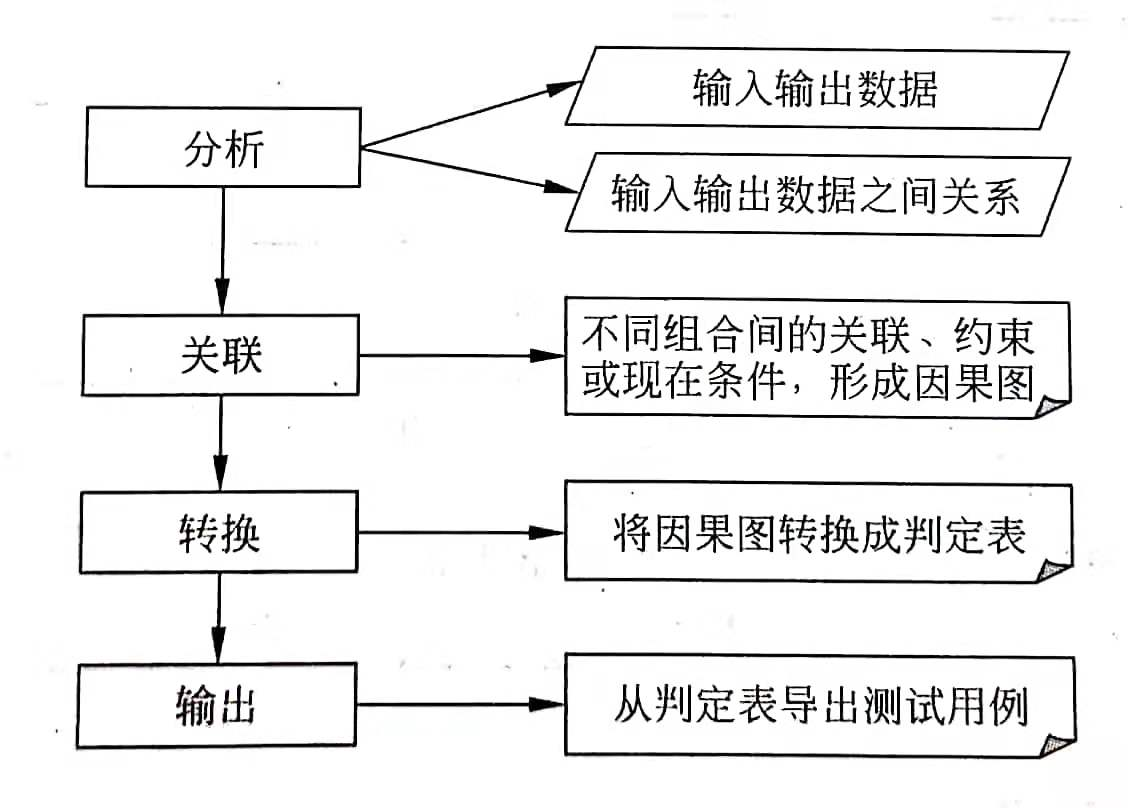 分析
输入输出数据
输入输出数据之间关系
关联
不同组合间的关联、约束
或现在条件，形成因果图
转换
将因果图转换成判定表
输出
从判定表导出测试用例